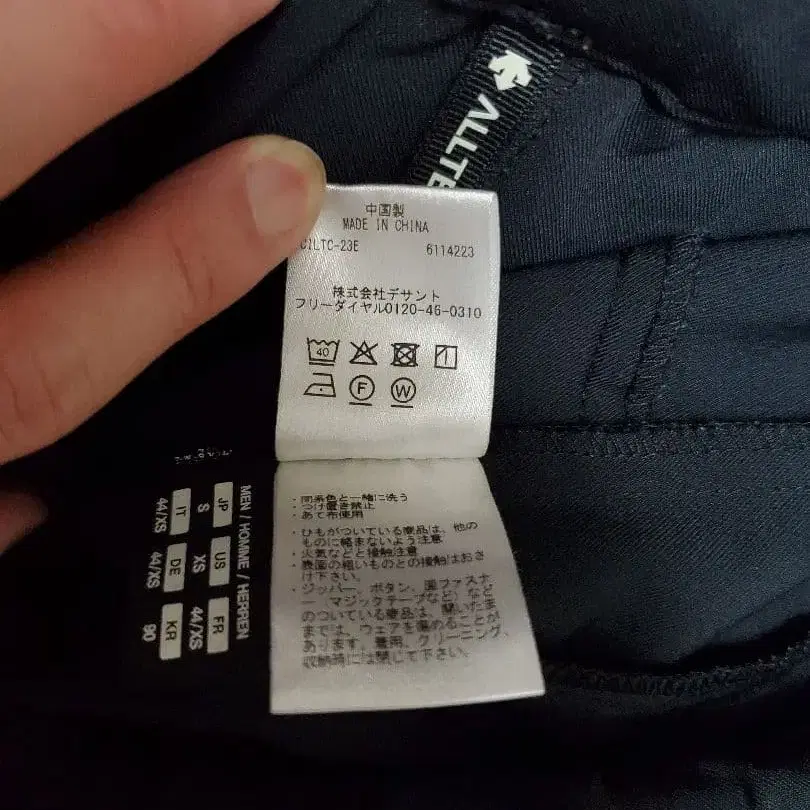 ALLTE
中国製
MADE IN CHINA
CILTC-23E 6114223
株式会社デサント
フリーダイヤル0120-46-0310
40
F W
・同系色と一緒に洗う
・つけ置き禁止
・あて布使用
・ひもがついている商品は、他の
ものに絡まないよう注意
・火気などと接触注意
・表面の粗いものとの接触はおさ
け下さい。
・ジッパー、ボタン、面ファスナ
ー（マジックテープなど）など
のついている商品は、開いたま
までは、ウェアを傷めることが
あります。着用、クリーニング、
収納時には閉じて下さい。
MEN / HOMME / HERREN
JP US FR
S XS 44/XS
IT DE KR
44/XS 44/XS 90